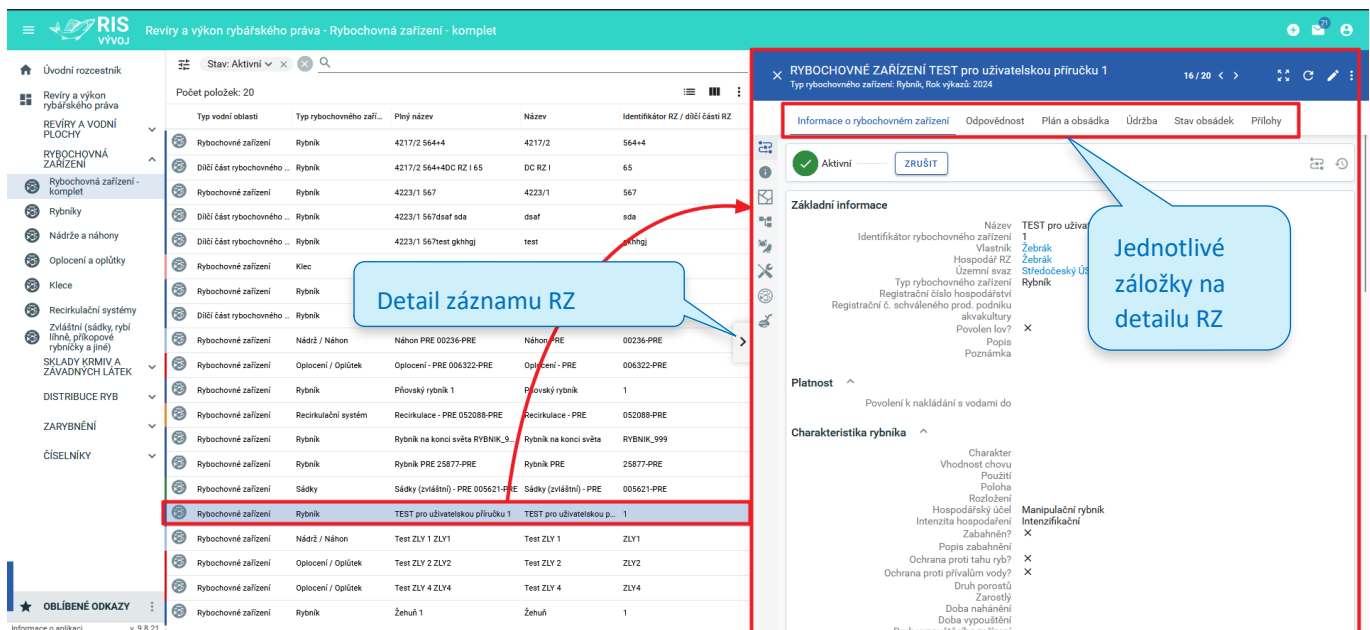 RIS
VÝVOJ
Revíry a výkon rybářského práva - Rybochovná zařízení - komplet
71
Úvodní rozcestník
Revíry a výkon
rybářského práva
REVÍRY A VODNÍ
PLOCHY
RYBOCHOVNÁ
ZAŘÍZENÍ
Rybochovná zařízení -
komplet
Rybníky
Nádrže a náhony
Oplocení a oplůtky
Klece
Recirkulační systémy
Zvláštní (sádky, rybí
líhně, příkopové
rybníčky a jiné)
SKLADY KRMIV A
ZÁVADNÝCH LÁTEK
DISTRIBUCE RYB
ZARYBNĚNÍ
ČÍSELNÍKY
OBLÍBENÉ ODKAZY
Informace o aplikaci v. 9.8.21
Stav: Aktivní
Počet položek: 20
Typ vodní oblasti Typ rybochovného zaří... Plný název Název Identifikátor RZ / dílčí části RZ
Rybochovné zařízení Rybník 4217/2 564+4 4217/2 564+4
Dílčí část rybochovného ... Rybník 4217/2 564+4DC RZ I 65 DC RZ I 65
Rybochovné zařízení Rybník 4223/1 567 4223/1 567
Dílčí část rybochovného ... Rybník 4223/1 567dsaf sda dsaf sda
Dílčí část rybochovného ... Rybník 4223/1 567test gkhhgj test gkhhgj
Rybochovné zařízení Klec
Rybochovné zařízení Rybník
Dílčí část rybochovného ... Rybník
Rybochovné zařízení Nádrž / Náhon Náhon PRE 00236-PRE Náhon PRE 00236-PRE
Rybochovné zařízení Oplocení / Oplůtek Oplocení - PRE 006322-PRE Oplocení - PRE 006322-PRE
Rybochovné zařízení Rybník Pňovský rybník 1 Pňovský rybník 1
Rybochovné zařízení Recirkulační systém Recirkulace - PRE 052088-PRE Recirkulace - PRE 052088-PRE
Rybochovné zařízení Rybník Rybník na konci světa RYBNIK_9... Rybník na konci světa RYBNIK_999
Rybochovné zařízení Rybník Rybník PRE 25877-PRE Rybník PRE 25877-PRE
Rybochovné zařízení Sádky Sádky (zvláštní) - PRE 005621-PRE Sádky (zvláštní) - PRE 005621-PRE
Rybochovné zařízení Rybník TEST pro uživatelskou příručku 1 TEST pro uživatelskou p... 1
Rybochovné zařízení Nádrž / Náhon Test ZLY 1 ZLY1 Test ZLY 1 ZLY1
Rybochovné zařízení Oplocení / Oplůtek Test ZLY 2 ZLY2 Test ZLY 2 ZLY2
Rybochovné zařízení Oplocení / Oplůtek Test ZLY 4 ZLY4 Test ZLY 4 ZLY4
Rybochovné zařízení Rybník Žehuň 1 Žehuň 1
Detail záznamu RZ
RYBOCHOVNÉ ZAŘÍZENÍ TEST pro uživatelskou příručku 1
Typ rybochovného zařízení: Rybník, Rok výkazů: 2024
16 / 20
Informace o rybochovném zařízení Odpovědnost Plán a obsádka Údržba Stav obsádek Přílohy
Aktivní ZRUŠIT
Základní informace
Název TEST pro uživat
Identifikátor rybochovného zařízení 1
Vlastník Žebrák
Hospodář RZ Žebrák
Územní svaz Středočeský ÚS
Typ rybochovného zařízení Rybník
Registrační číslo hospodářství
Registrační č. schváleného prod. podniku
akvakultury
Povolen lov?
Popis
Poznámka
Jednotlivé
záložky na
detailu RZ
Platnost
Povolení k nakládání s vodami do
Charakteristika rybníka
Charakter
Vhodnost chovu
Použití
Poloha
Rozložení
Hospodářský účel Manipulační rybník
Intenzita hospodaření Intenzifikační
Zabahněn?
Popis zabahnění
Ochrana proti tahu ryb?
Ochrana proti přívalům vody?
Druh porostů
Zarostlý
Doba nahánění
Doba vypouštění